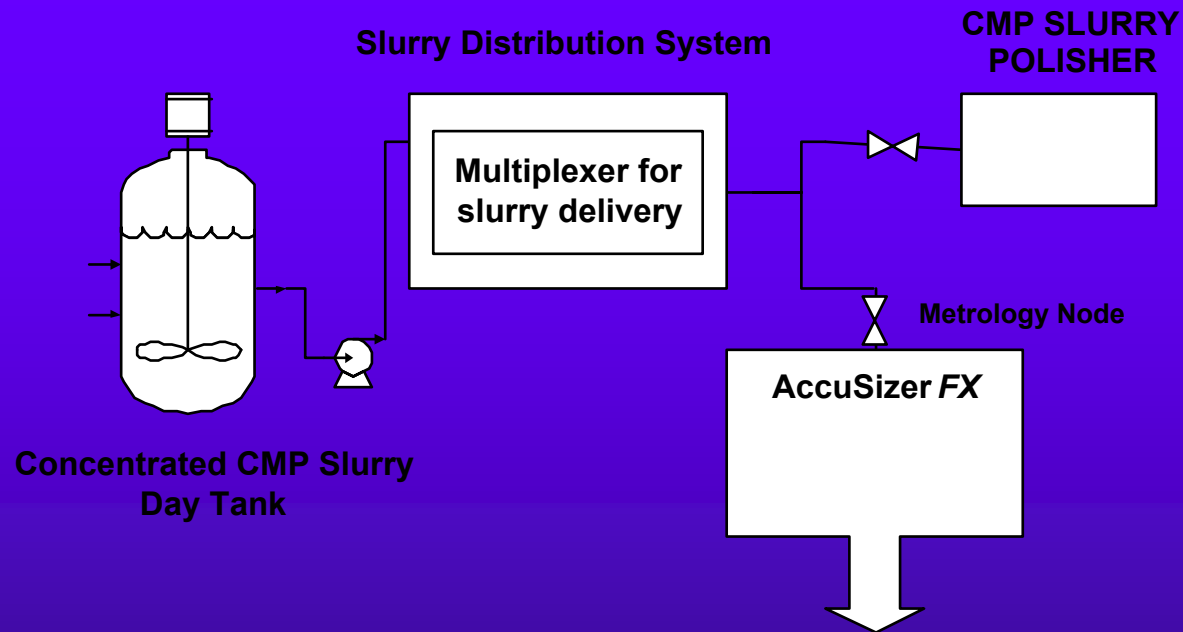 CMP SLURRY
POLISHER
Slurry Distribution System
Multiplexer for
slurry delivery
Metrology Node
AccuSizer FX
Concentrated CMP Slurry
Day Tank